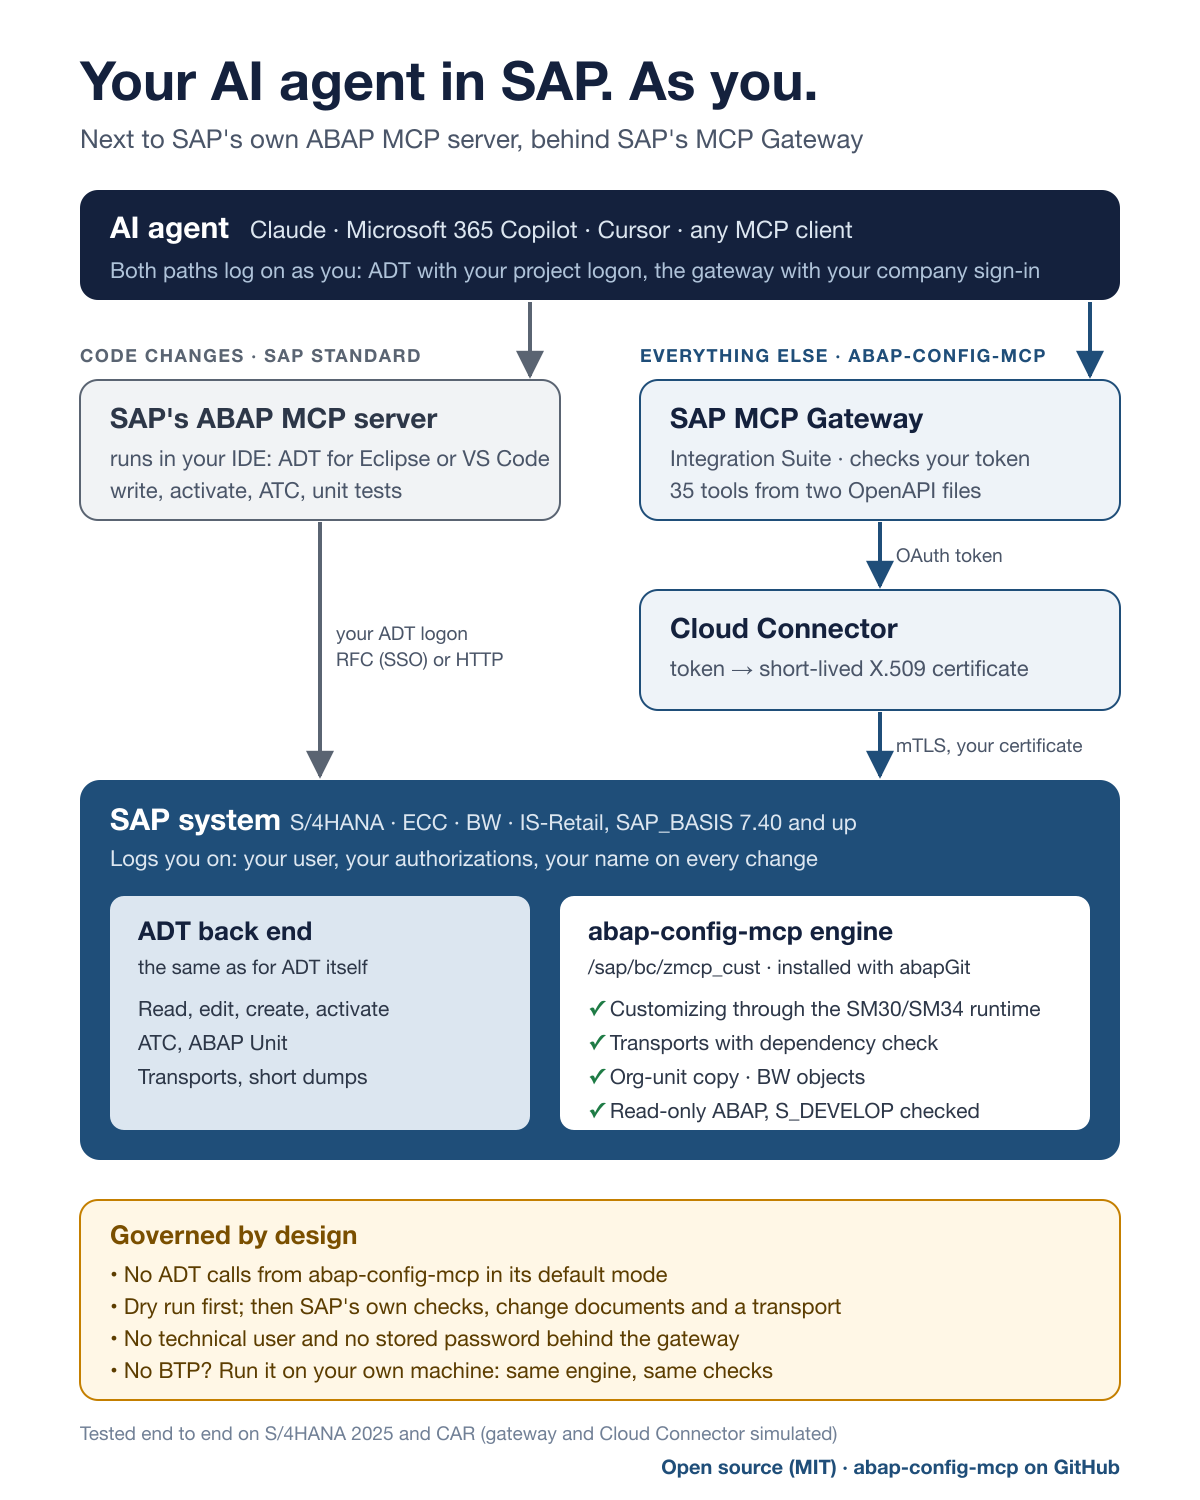 Your AI agent in SAP. As you.
Next to SAP's own ABAP MCP server, behind SAP's MCP Gateway
AI agent Claude · Microsoft 365 Copilot · Cursor · any MCP client
Both paths log on as you: ADT with your project logon, the gateway with your company sign-in
CODE CHANGES · SAP STANDARD
SAP's ABAP MCP server
runs in your IDE: ADT for Eclipse or VS Code
write, activate, ATC, unit tests
your ADT logon
RFC (SSO) or HTTP
EVERYTHING ELSE · ABAP-CONFIG-MCP
SAP MCP Gateway
Integration Suite · checks your token
35 tools from two OpenAPI files
OAuth token
Cloud Connector
token → short-lived X.509 certificate
mTLS, your certificate
SAP system S/4HANA · ECC · BW · IS-Retail, SAP_BASIS 7.40 and up
Logs you on: your user, your authorizations, your name on every change
ADT back end
the same as for ADT itself
Read, edit, create, activate
ATC, ABAP Unit
Transports, short dumps
abap-config-mcp engine
/sap/bc/zmcp_cust · installed with abapGit
✓ Customizing through the SM30/SM34 runtime
✓ Transports with dependency check
✓ Org-unit copy · BW objects
✓ Read-only ABAP, S_DEVELOP checked
Governed by design
• No ADT calls from abap-config-mcp in its default mode
• Dry run first; then SAP's own checks, change documents and a transport
• No technical user and no stored password behind the gateway
• No BTP? Run it on your own machine: same engine, same checks
Tested end to end on S/4HANA 2025 and CAR (gateway and Cloud Connector simulated)
Open source (MIT) · abap-config-mcp on GitHub